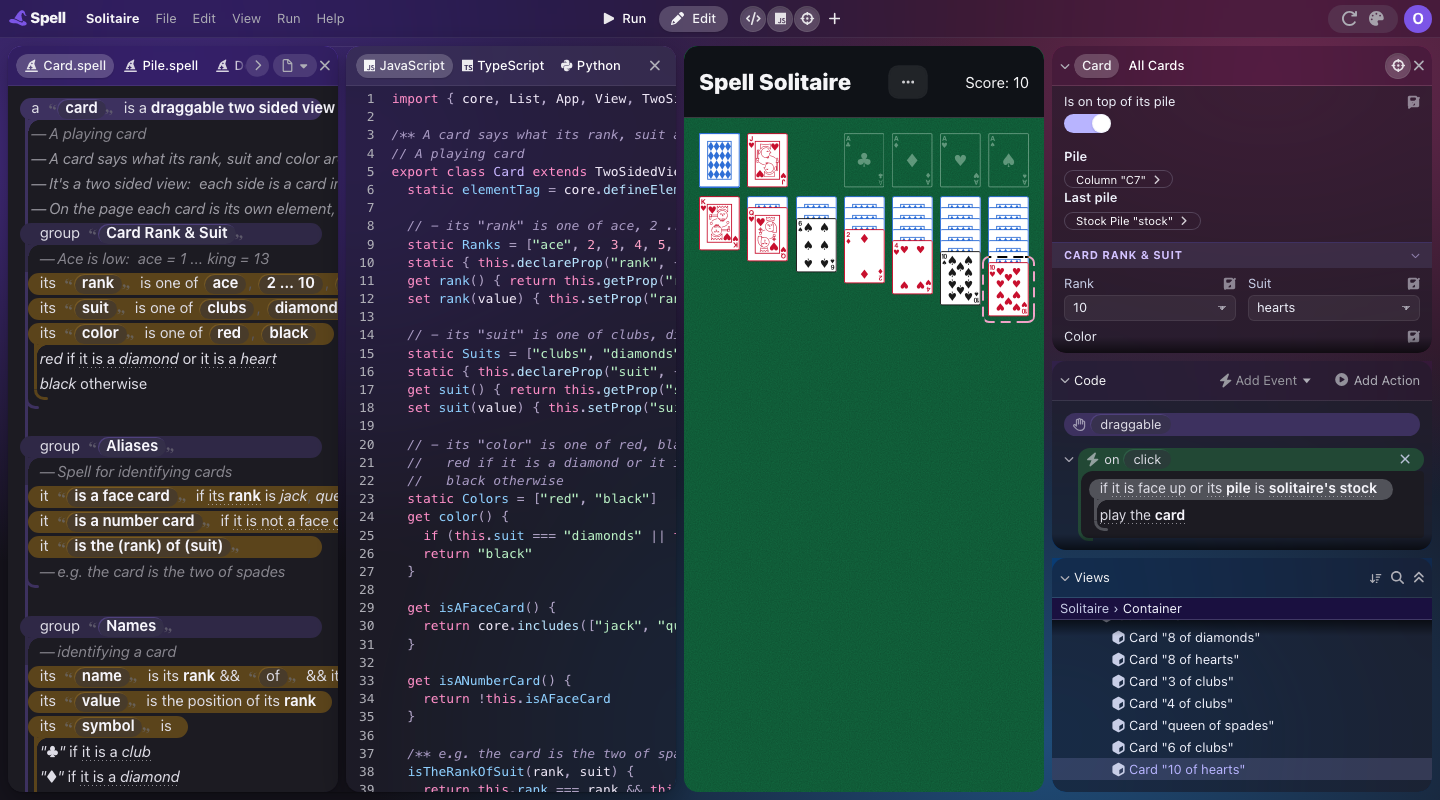 Spell Solitaire File Edit View Run Help
Run Edit
O
Card.spell Pile.spell
a card is a draggable two sided view
— A playing card
— A card says what its rank, suit and color ar
— It's a two sided view: each side is a card in
— On the page each card is its own element,
group Card Rank & Suit
— Ace is low: ace = 1 ... king = 13
its rank is one of ace 2 ... 10
its suit is one of clubs diamond
its color is one of red black
red if it is a diamond or it is a heart
black otherwise
group Aliases
— Spell for identifying cards
it is a face card if its rank is jack que
it is a number card if it is not a face c
it is the (rank) of (suit)
— e.g. the card is the two of spades
group Names
— identifying a card
its name is its rank && of && it
its value is the position of its rank
its symbol is
"♣" if it is a club
"♦" if it is a diamond
JavaScript TypeScript Python
1 import { core, List, App, View, TwoSi
2
3 /** A card says what its rank, suit a
4 // A playing card
5 export class Card extends TwoSidedVie
6 static elementTag = core.defineElem
7
8 // – its "rank" is one of ace, 2 ..
9 static Ranks = ["ace", 2, 3, 4, 5,
10 static { this.declareProp("rank",
11 get rank() { return this.getProp("r
12 set rank(value) { this.setProp("ran
13
14 // – its "suit" is one of clubs, di
15 static Suits = ["clubs", "diamonds"
16 static { this.declareProp("suit",
17 get suit() { return this.getProp("s
18 set suit(value) { this.setProp("sui
19
20 // – its "color" is one of red, bla
21 // red if it is a diamond or it i
22 // black otherwise
23 static Colors = ["red", "black"]
24 get color() {
25 if (this.suit === "diamonds" ||
26 return "black"
27 }
28
29 get isAFaceCard() {
30 return core.includes(["jack", "qu
31 }
32
33 get isANumberCard() {
34 return !this.isAFaceCard
35 }
36
37 /** e.g. the card is the two of spa
38 isTheRankOfSuit(rank, suit) {
39 return this.rank === rank && thi
Spell Solitaire ... Score: 10
Card All Cards
Is on top of its pile
Pile
Column "C7"
Last pile
Stock Pile "stock"
CARD RANK & SUIT
Rank Suit
10 hearts
Color
Code Add Event Add Action
draggable
on click
if it is face up or its pile is solitaire's stock
play the card
Views
Solitaire › Container
Card "8 of diamonds"
Card "8 of hearts"
Card "3 of clubs"
Card "4 of clubs"
Card "queen of spades"
Card "6 of clubs"
Card "10 of hearts"